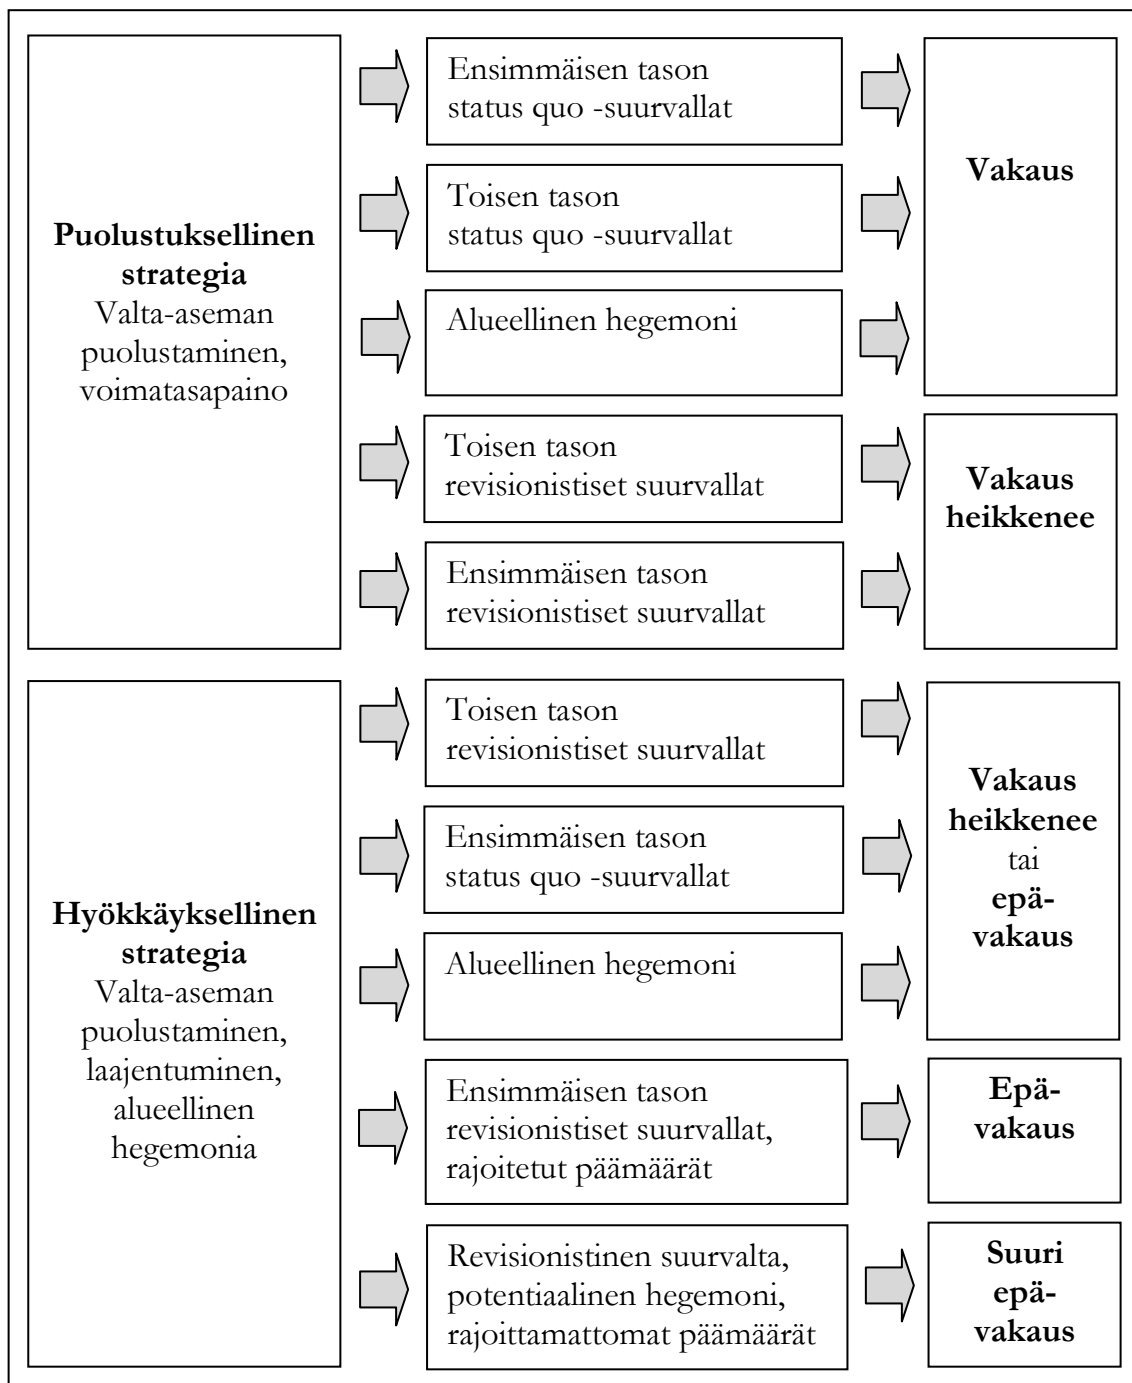 Puolustuksellinen
strategia
Valta-aseman
puolustaminen,
voimatasapaino
Ensimmäisen tason
status quo -suurvallat
Toisen tason
status quo -suurvallat
Alueellinen hegemoni
Vakaus
Toisen tason
revisionistiset suurvallat
Ensimmäisen tason
revisionistiset suurvallat
Vakaus
heikkenee
Hyökkäyksellinen
strategia
Valta-aseman
puolustaminen,
laajentuminen,
alueellinen
hegemonia
Toisen tason
revisionistiset suurvallat
Ensimmäisen tason
status quo -suurvallat
Alueellinen hegemoni
Vakaus
heikkenee
tai
epä-
vakaus
Ensimmäisen tason
revisionistiset suurvallat,
rajoitetut päämäärät
Epä-
vakaus
Revisionistinen suurvalta,
potentiaalinen hegemoni,
rajoittamattomat päämäärät
Suuri
epä-
vakaus